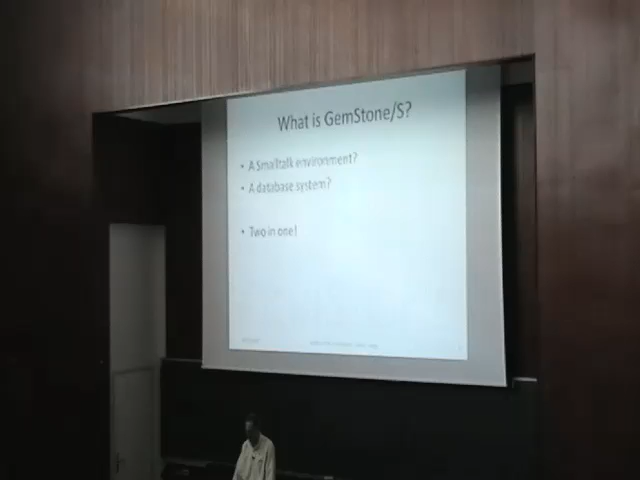 What is GemStone/S?
• A Smalltalk environment?
• A database system?
• Two in one!